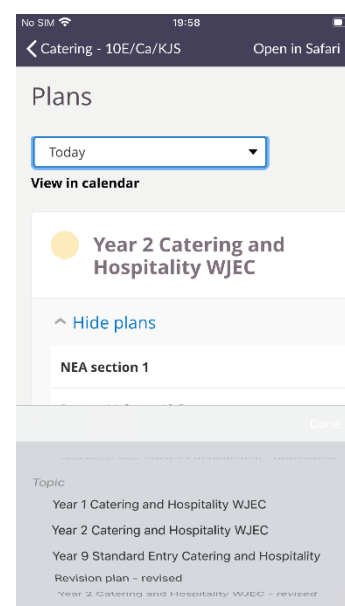 No SIM 19:58
Catering - 10E/Ca/KJS Open in Safari
Plans
Today
View in calendar
Year 2 Catering and
Hospitality WJEC
Hide plans
NEA section 1
Done
Topic
Year 1 Catering and Hospitality WJEC
Year 2 Catering and Hospitality WJEC
Year 9 Standard Entry Catering and Hospitality
Revision plan - revised
Year 2 Catering and Hospitality WJEC - revised